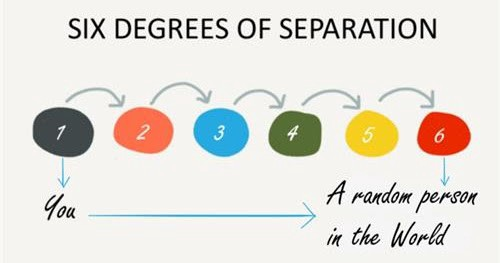 SIX DEGREES OF SEPARATION
1 2 3 4 5 6
You
A random person
in the World